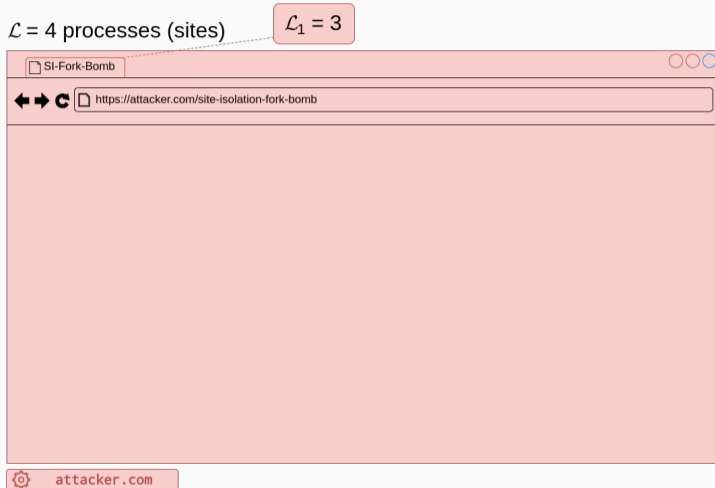 ℒ = 4 processes (sites)
ℒ₁ = 3
SI-Fork-Bomb
https://attacker.com/site-isolation-fork-bomb
attacker.com